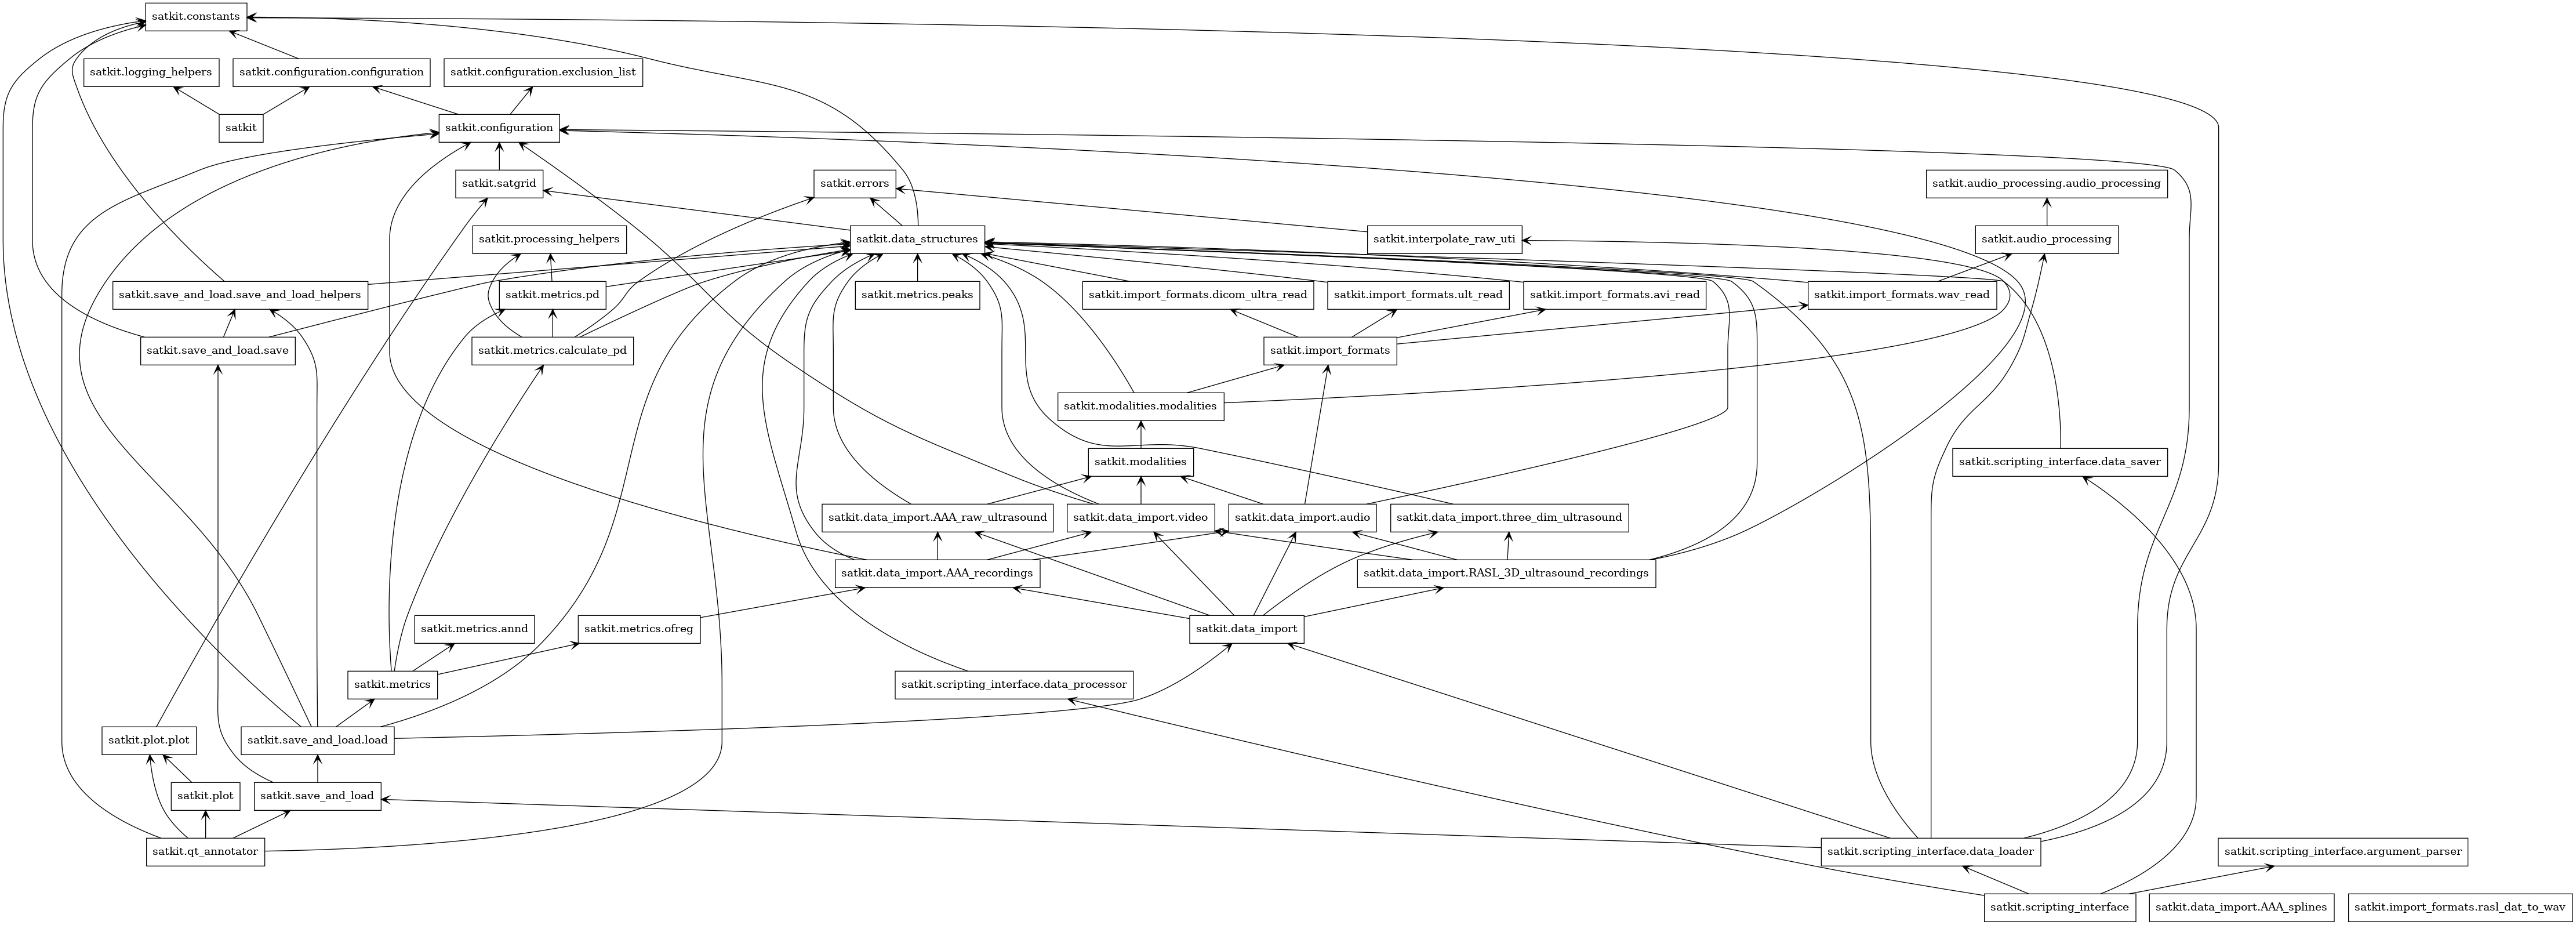 satkit.constants
satkit.logging_helpers
satkit.configuration.configuration
satkit.configuration.exclusion_list
satkit
satkit.configuration
satkit.satgrid
satkit.errors
satkit.audio_processing.audio_processing
satkit.processing_helpers
satkit.data_structures
satkit.interpolate_raw_uti
satkit.audio_processing
satkit.save_and_load.save_and_load_helpers
satkit.metrics.pd
satkit.metrics.peaks
satkit.import_formats.dicom_ultra_read
satkit.import_formats.ult_read
satkit.import_formats.avi_read
satkit.import_formats.wav_read
satkit.save_and_load.save
satkit.metrics.calculate_pd
satkit.import_formats
satkit.modalities.modalities
satkit.modalities
satkit.scripting_interface.data_saver
satkit.data_import.AAA_raw_ultrasound
satkit.data_import.video
satkit.data_import.audio
satkit.data_import.three_dim_ultrasound
satkit.data_import.AAA_recordings
satkit.data_import.RASL_3D_ultrasound_recordings
satkit.metrics.annd
satkit.metrics.ofreg
satkit.data_import
satkit.metrics
satkit.scripting_interface.data_processor
satkit.plot.plot
satkit.save_and_load.load
satkit.plot
satkit.save_and_load
satkit.qt_annotator
satkit.scripting_interface.data_loader
satkit.scripting_interface.argument_parser
satkit.scripting_interface
satkit.data_import.AAA_splines
satkit.import_formats.rasl_dat_to_wav